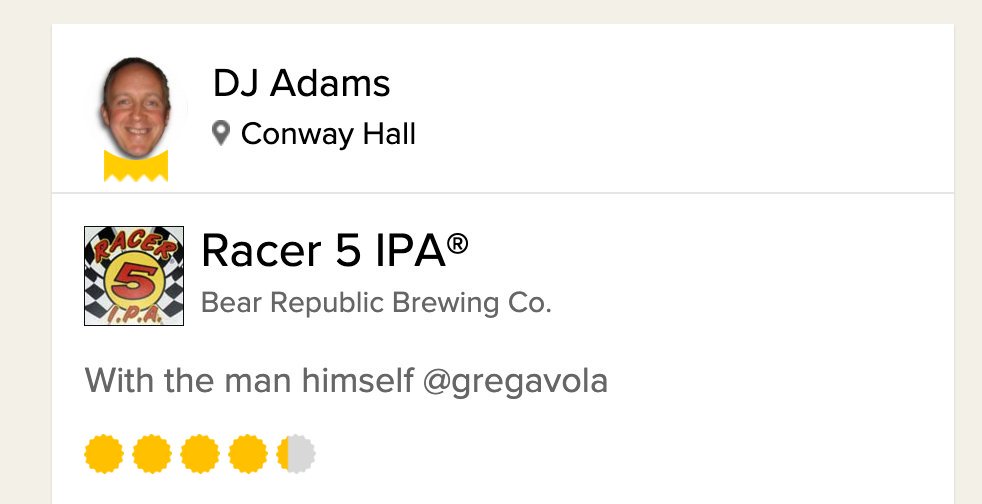 DJ Adams
Conway Hall
Racer 5 IPA®
Bear Republic Brewing Co.
RACER
5
I.P.A.
With the man himself @gregavola